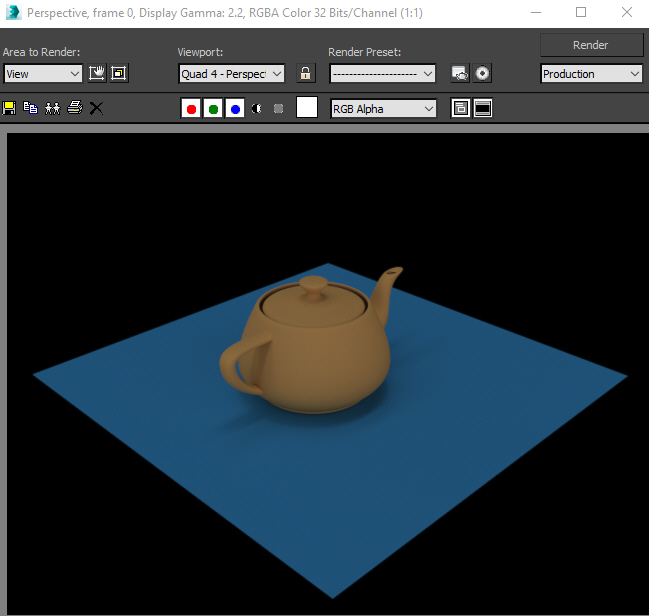 Perspective, frame 0, Display Gamma: 2.2, RGBA Color 32 Bits/Channel (1:1)
Area to Render:
Viewport:
Render Preset:
Render
View
Quad 4 - Perspect
Production
RGB Alpha